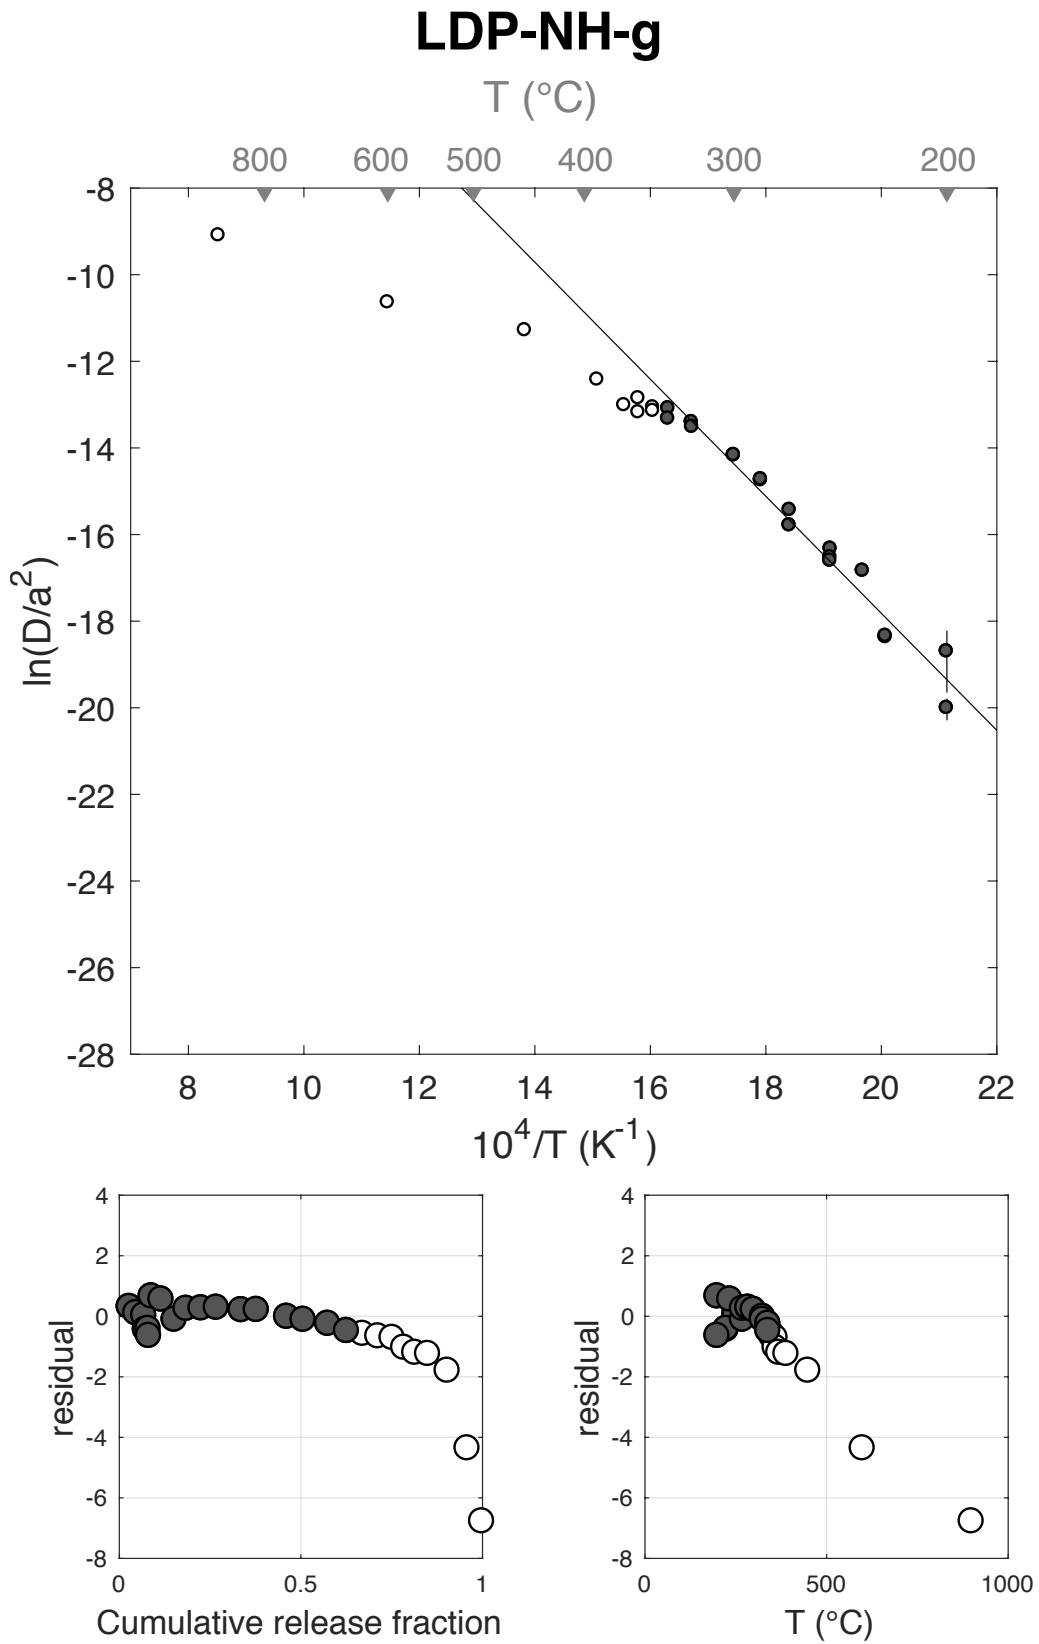 LDP-NH-g
T (°C)
800 600 500 400 300 200
-8
-10
-12
-14
-16
-18
-20
-22
-24
-26
-28
ln(D/a²)
8 10 12 14 16 18 20 22
10⁴/T (K⁻¹)
4
2
0
-2
-4
-6
-8
residual
0 0.5 1
Cumulative release fraction
4
2
0
-2
-4
-6
-8
residual
0 500 1000
T (°C)